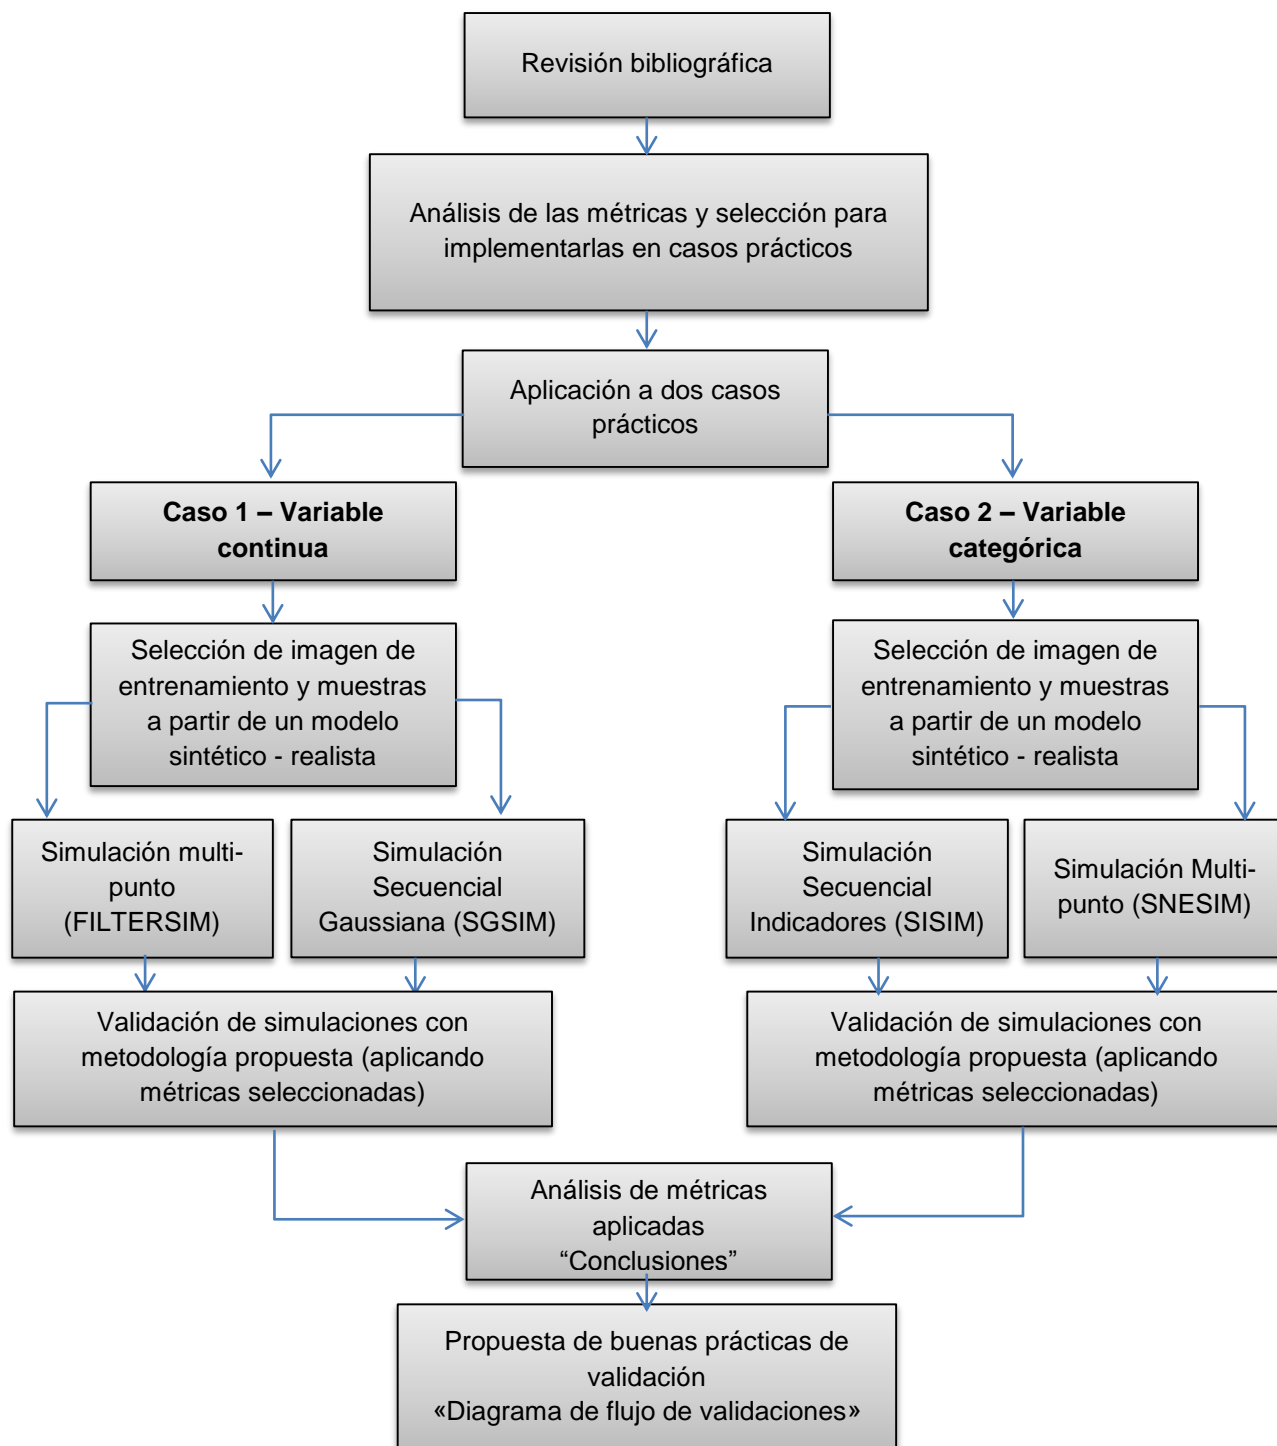 Revisión bibliográfica
Análisis de las métricas y selección para
implementarlas en casos prácticos
Aplicación a dos casos
prácticos
Caso 1 – Variable
continua
Caso 2 – Variable
categórica
Selección de imagen de
entrenamiento y muestras
a partir de un modelo
sintético - realista
Selección de imagen de
entrenamiento y muestras
a partir de un modelo
sintético - realista
Simulación multi-
punto
(FILTERSIM)
Simulación
Secuencial
Gaussiana (SGSIM)
Simulación
Secuencial
Indicadores (SISIM)
Simulación Multi-
punto (SNESIM)
Validación de simulaciones con
metodología propuesta (aplicando
métricas seleccionadas)
Validación de simulaciones con
metodología propuesta (aplicando
métricas seleccionadas)
Análisis de métricas
aplicadas
“Conclusiones”
Propuesta de buenas prácticas de
validación
«Diagrama de flujo de validaciones»